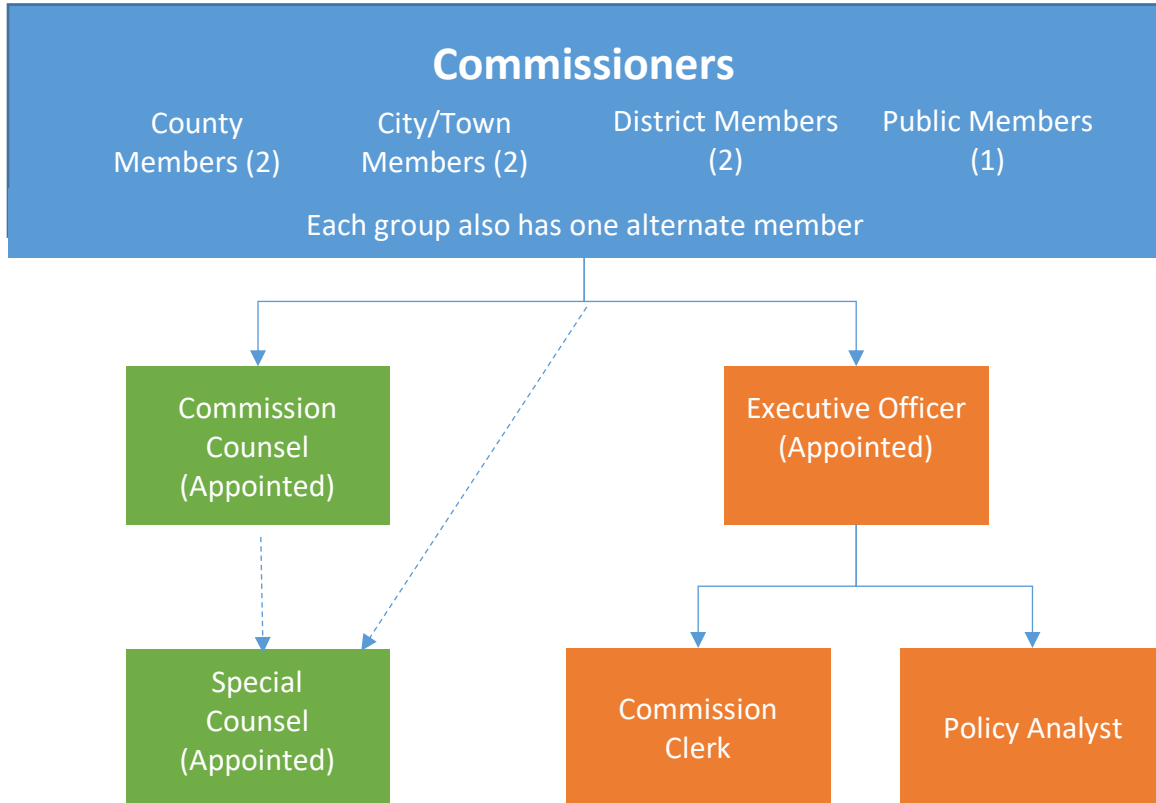 Commissioners
County
Members (2)
City/Town
Members (2)
District Members
(2)
Public Members
(1)
Each group also has one alternate member
Commission
Counsel
(Appointed)
Executive Officer
(Appointed)
Special
Counsel
(Appointed)
Commission
Clerk
Policy Analyst